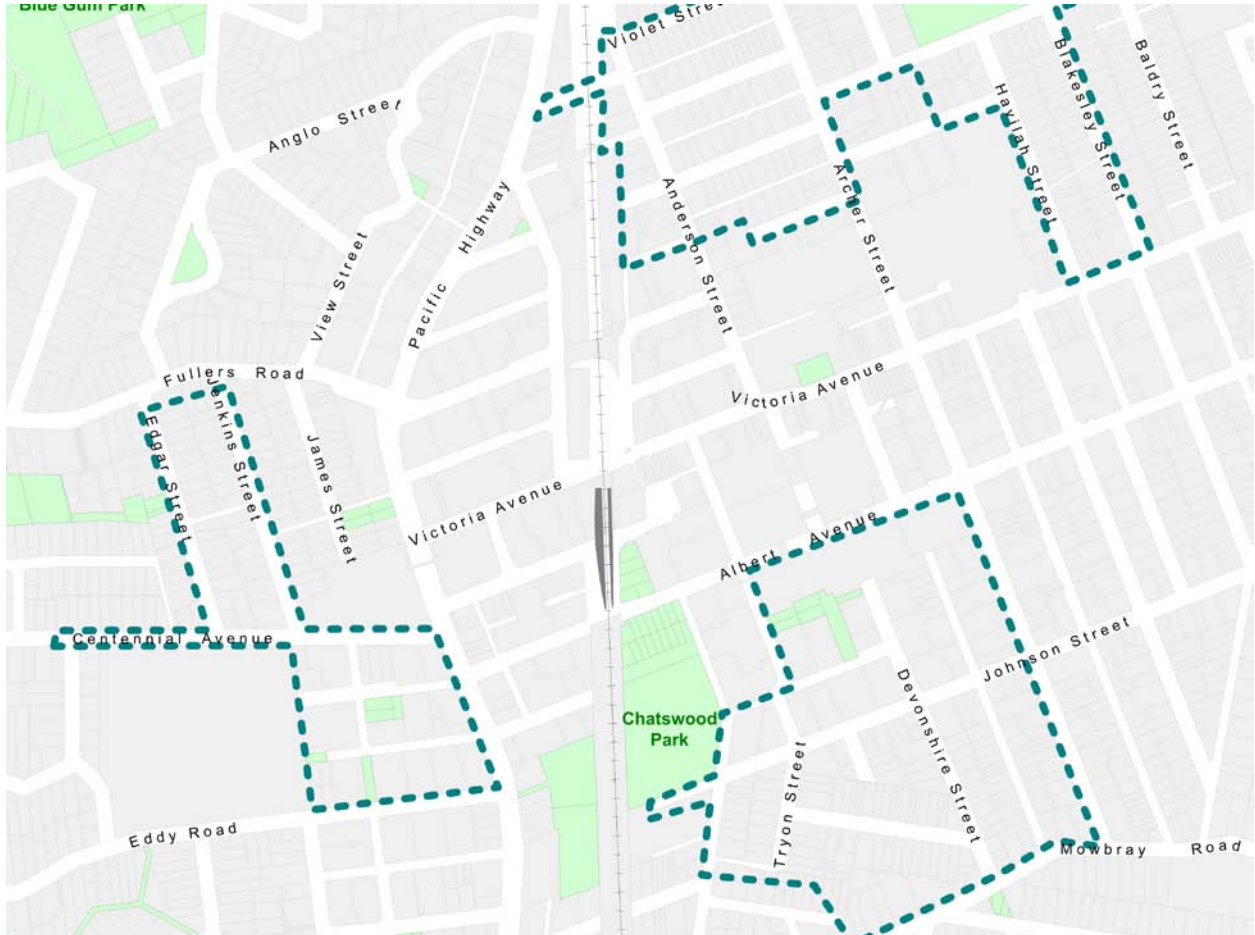 Blue Gum Park
Violet Street
Baldry Street
Blakesley Street
Havilah Street
Anglo Street
Archer Street
Anderson Street
Pacific Highway
View Street
Fullers Road
Jenkins Street
Edgar Street
James Street
Victoria Avenue
Victoria Avenue
Albert Avenue
Centennial Avenue
Johnson Street
Devonshire Street
Chatswood
Park
Tryon Street
Eddy Road
Mowbray Road